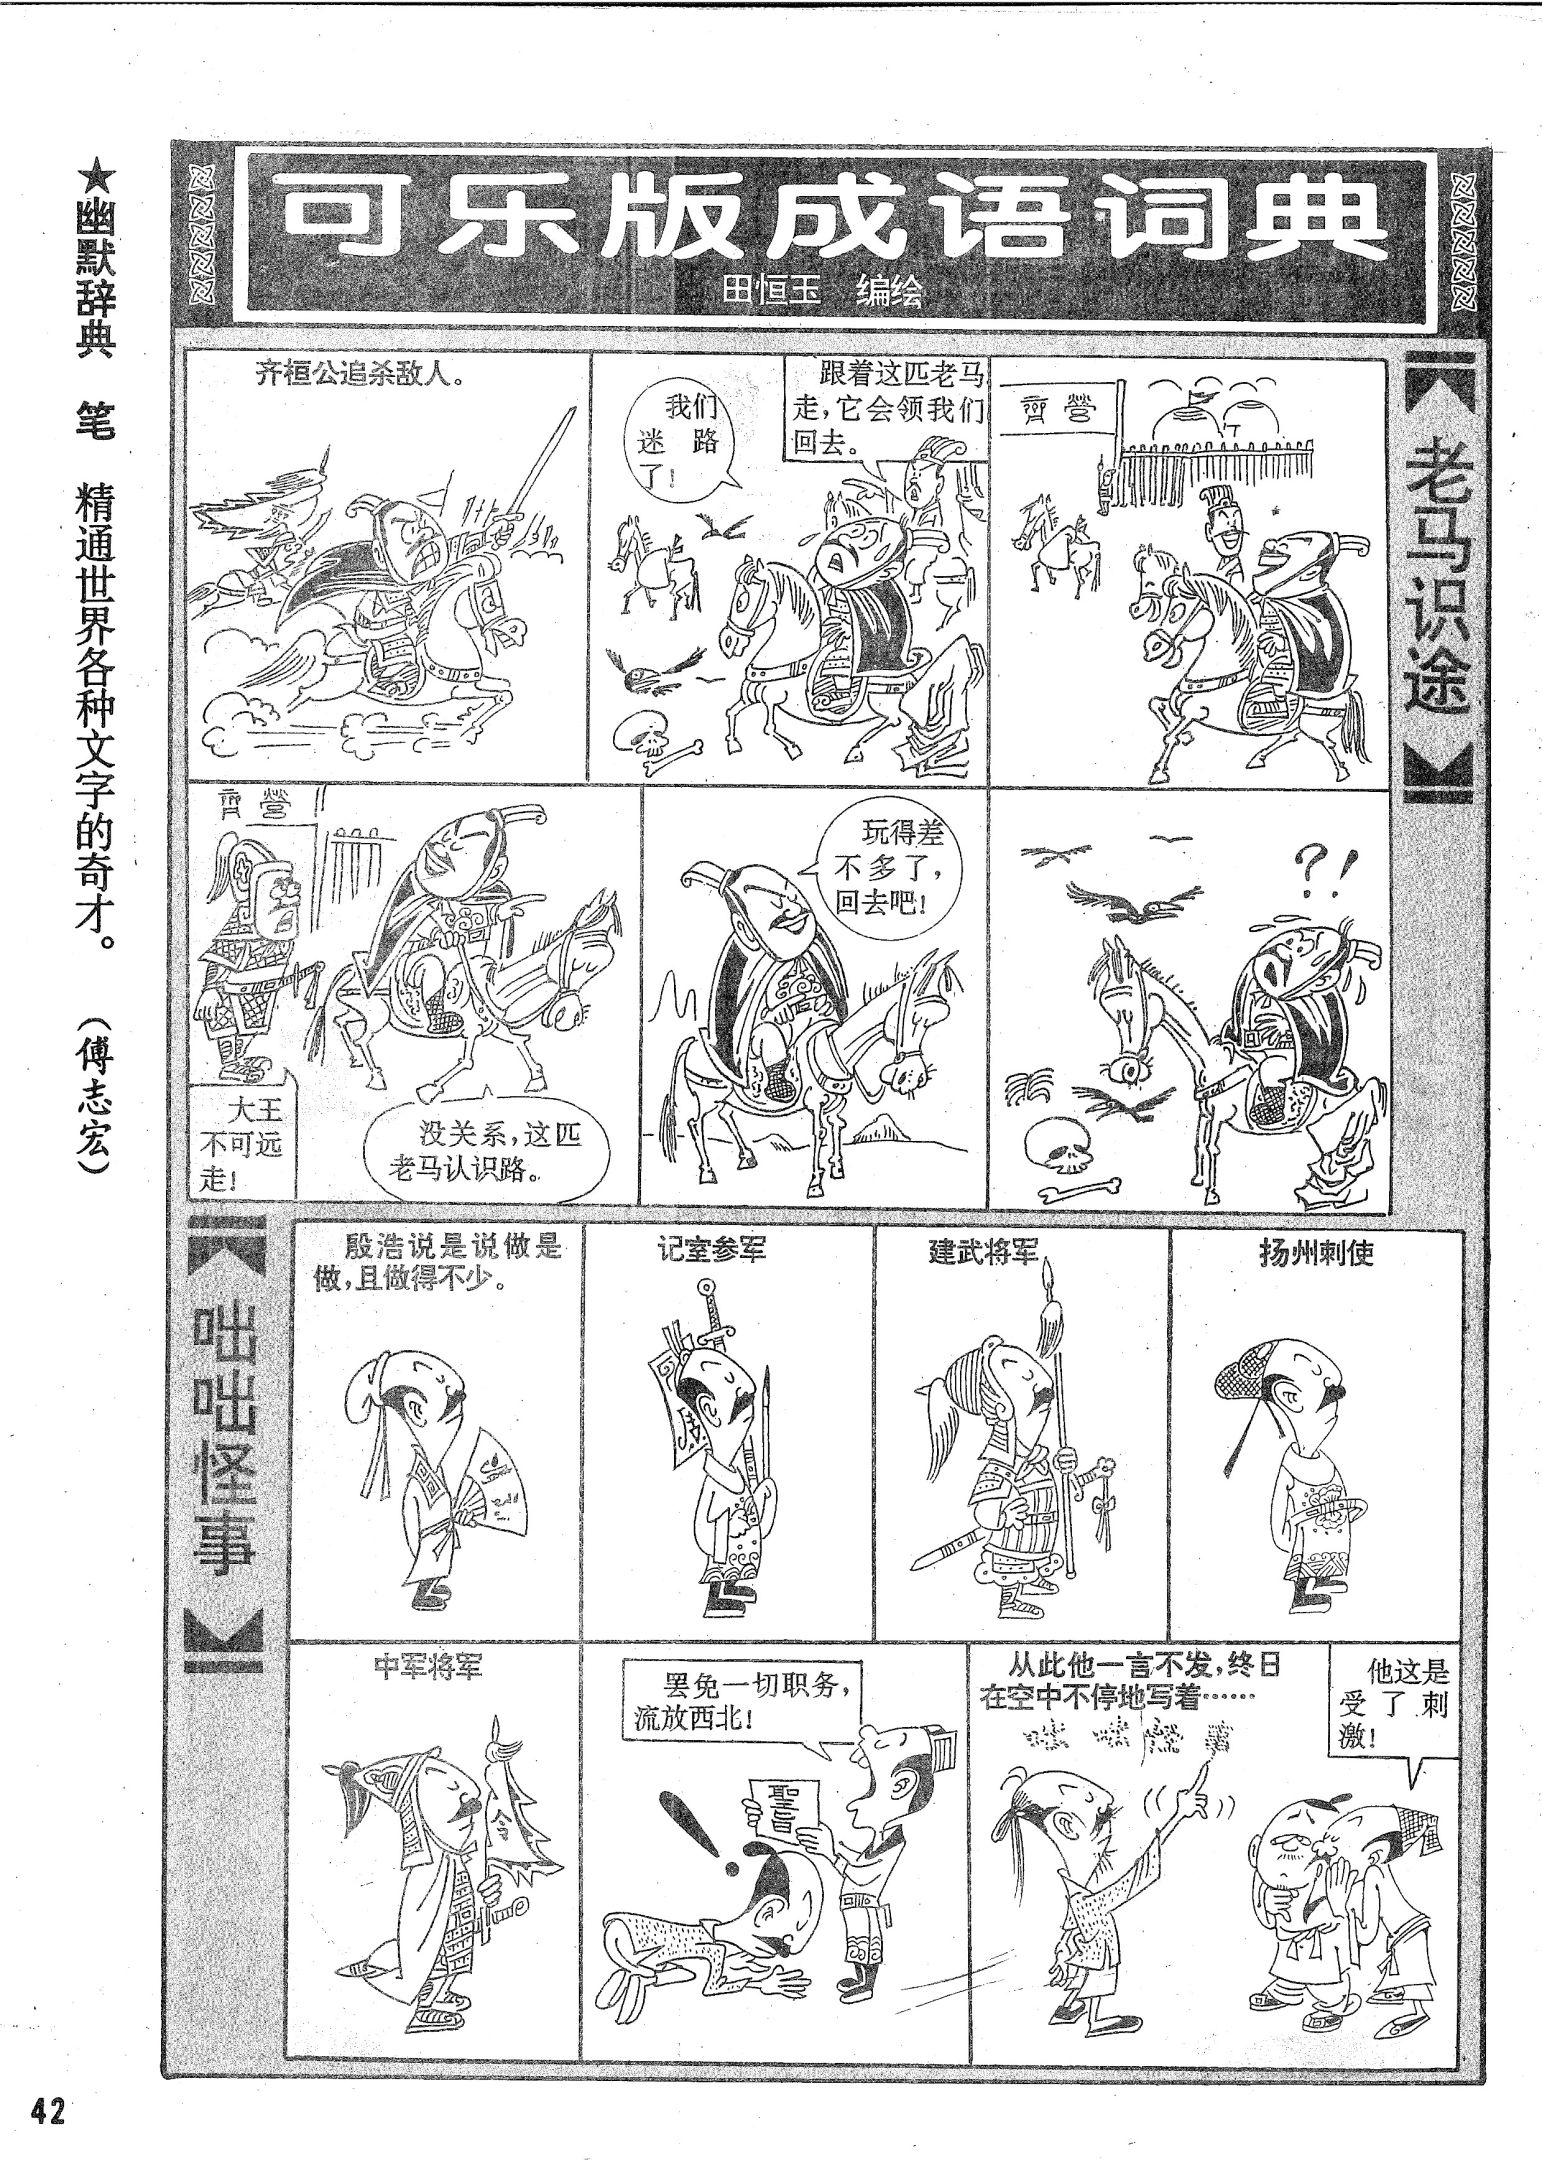 可乐版成语词典
田恒玉 编绘
★幽默辞典 笔 精通世界各种文字的奇才。 (傅志宏)
老马识途
齐桓公追杀敌人。
我们
迷路
了!
跟着这匹老马
走,它会领我们
回去。
齊營
齊營
大王
不可远
走!
没关系,这匹
老马认识路。
玩得差
不多了,
回去吧!
?!
咄咄怪事
殷浩说是说做是
做,且做得不少。
记室参军
建武将军
扬州刺使
中军将军
令
罢免一切职务,
流放西北!
聖旨
从此他一言不发,终日
在空中不停地写着……
咄咄怪事
他这是
受了刺
激!
42